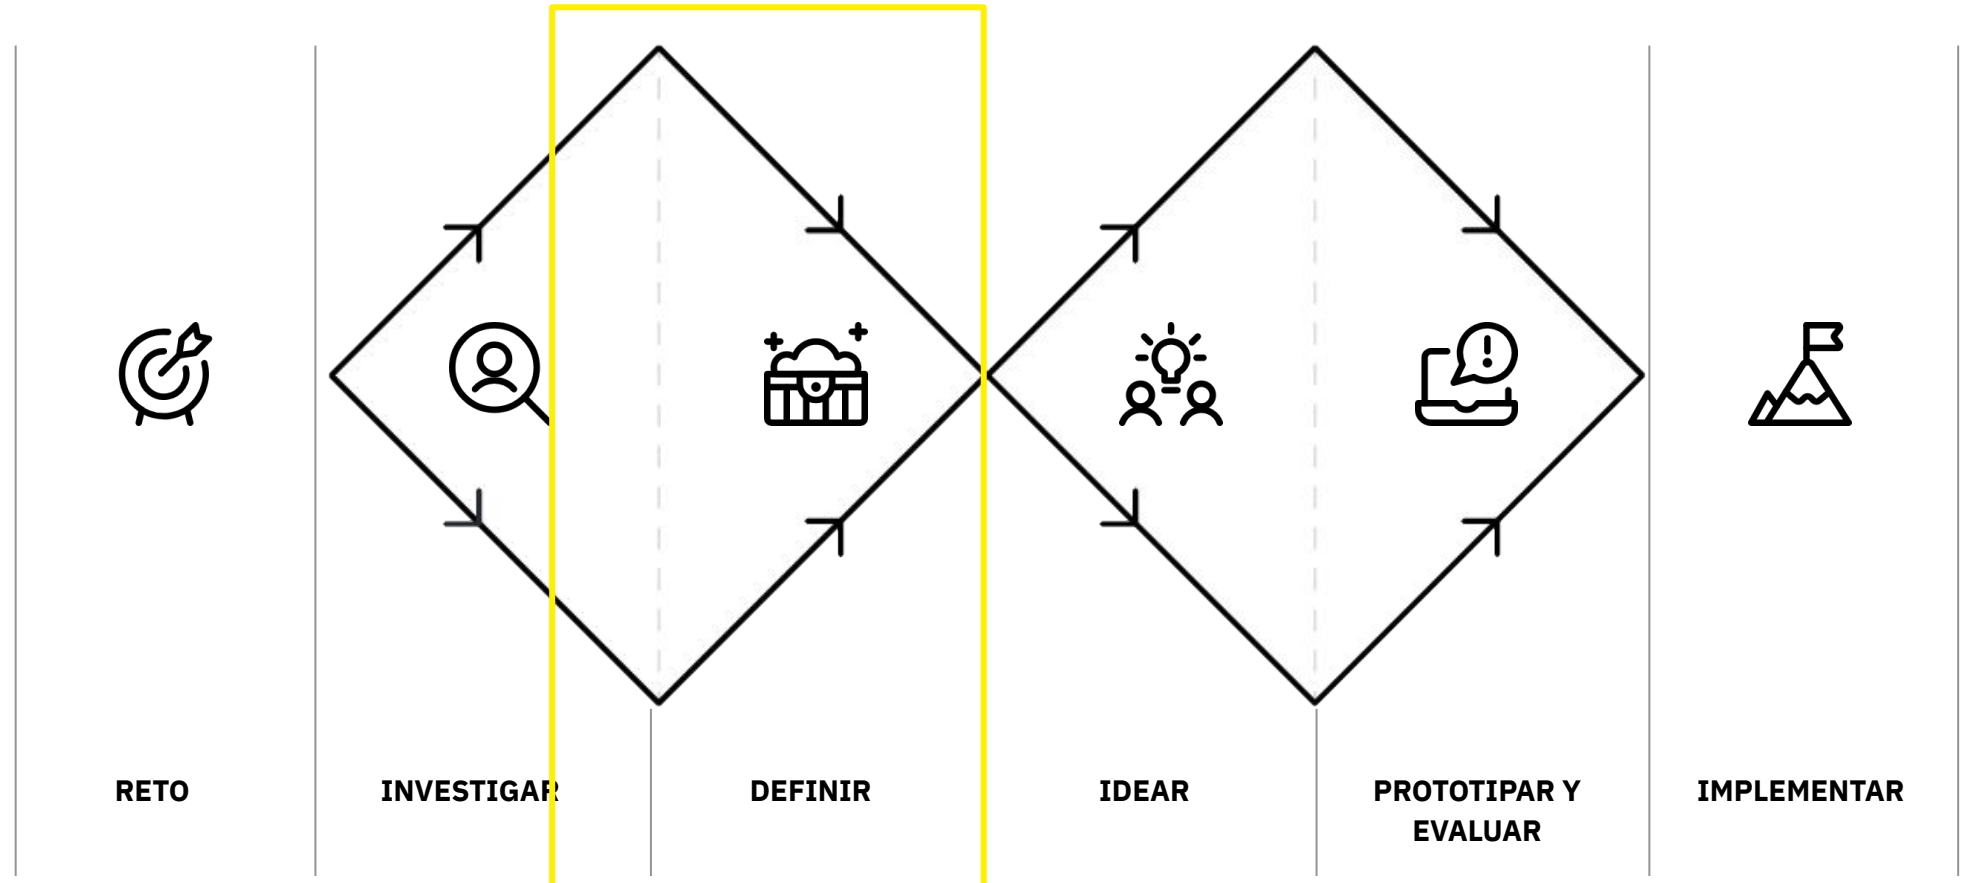 RETO
INVESTIGAR
DEFINIR
IDEAR
PROTOTIPAR Y
EVALUAR
IMPLEMENTAR